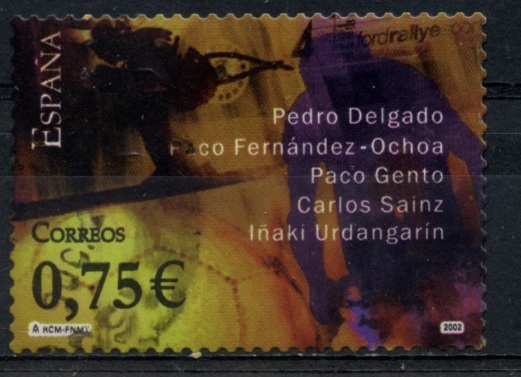 fordrallye
ESPAÑA
Pedro Delgado
Paco Fernández-Ochoa
Paco Gento
Carlos Sainz
Iñaki Urdangarín
CORREOS
0,75€
RCM-FNMT
2002